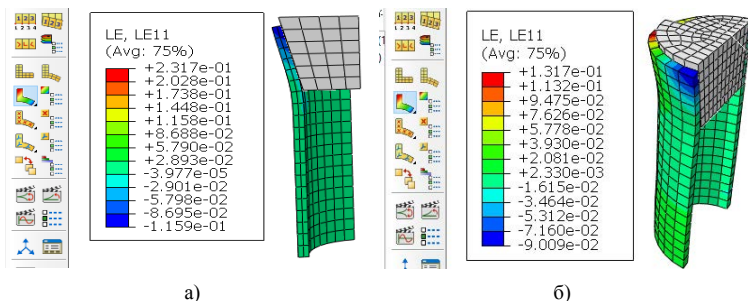 LE, LE11
(Avg: 75%)
+2.317e-01
+2.028e-01
+1.738e-01
+1.448e-01
+1.158e-01
+8.688e-02
+5.790e-02
+2.893e-02
-3.977e-05
-2.901e-02
-5.798e-02
-8.695e-02
-1.159e-01
LE, LE11
(Avg: 75%)
+1.317e-01
+1.132e-01
+9.475e-02
+7.626e-02
+5.778e-02
+3.930e-02
+2.081e-02
+2.330e-03
-1.615e-02
-3.464e-02
-5.312e-02
-7.160e-02
-9.009e-02
а)
б)